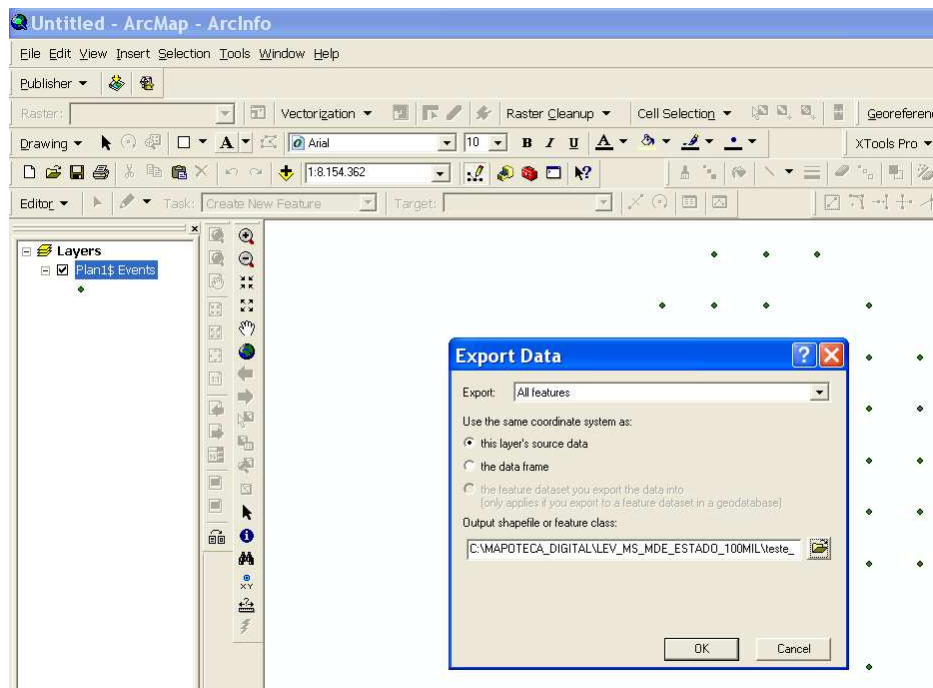 Untitled - ArcMap - ArcInfo
File Edit View Insert Selection Tools Window Help
Publisher
Raster: Vectorization Raster Cleanup Cell Selection Georeferen
Drawing A Arial 10 B I U A XTools Pro
1:8.154.362
Editor Task: Create New Feature Target:
Layers
Plan1$ Events
Export Data
Export: All features
Use the same coordinate system as:
this layer's source data
the data frame
the feature dataset you export the data into
(only applies if you export to a feature dataset in a geodatabase)
Output shapefile or feature class:
C:\MAPOTECA_DIGITAL\LEV_MS_MDE_ESTADO_100MIL\teste_
OK Cancel